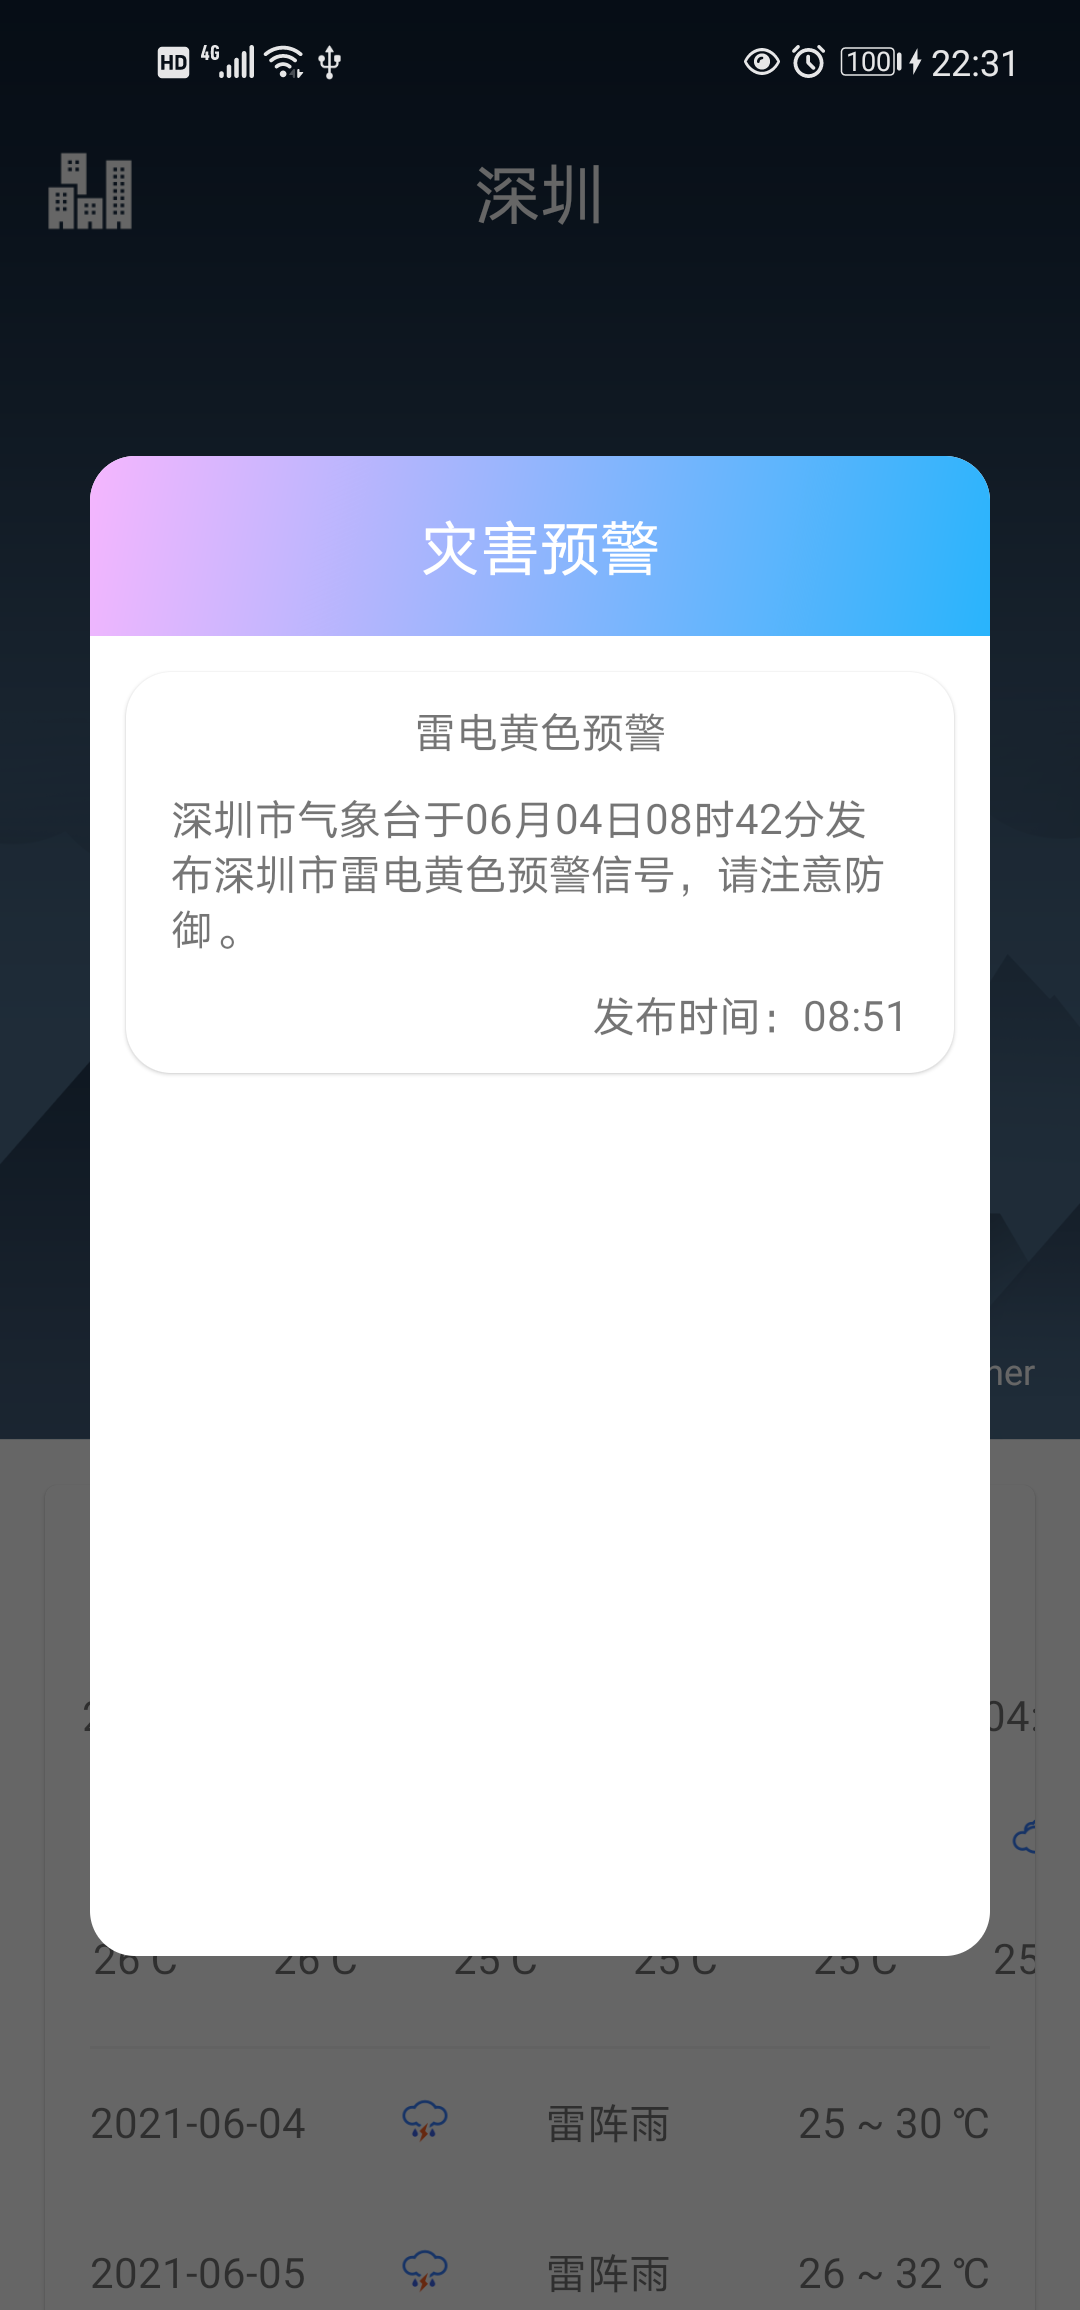 HD 4G 100 22:31
深圳
灾害预警
雷电黄色预警
深圳市气象台于06月04日08时42分发
布深圳市雷电黄色预警信号，请注意防
御。
发布时间：08:51
26°C 26°C 25°C 25°C 25°C 25
2021-06-04 雷阵雨 25 ~ 30 ℃
2021-06-05 雷阵雨 26 ~ 32 ℃